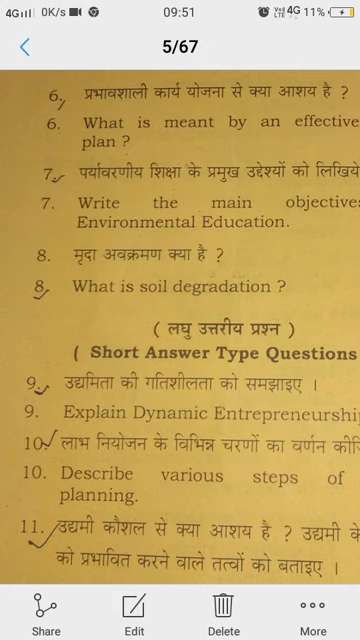 4G 0K/s 09:51 Vo) LTE 4G 11%
5/67
6. प्रभावशाली कार्य योजना से क्या आशय है ?
6. What is meant by an effective
plan ?
7. पर्यावरणीय शिक्षा के प्रमुख उद्देश्यों को लिखिये
7. Write the main objectives
Environmental Education.
8. मृदा अवक्रमण क्या है ?
8. What is soil degradation ?
( लघु उत्तरीय प्रश्न )
( Short Answer Type Questions
9. उद्यमिता की गतिशीलता को समझाइए ।
9. Explain Dynamic Entrepreneurshi
10. लाभ नियोजन के विभिन्न चरणों का वर्णन
10. Describe various steps of
planning.
11. उद्यमी कौशल से क्या आशय है ? उद्यमी
को प्रभावित करने वाले तत्वों को बताइए ।
Share Edit Delete More